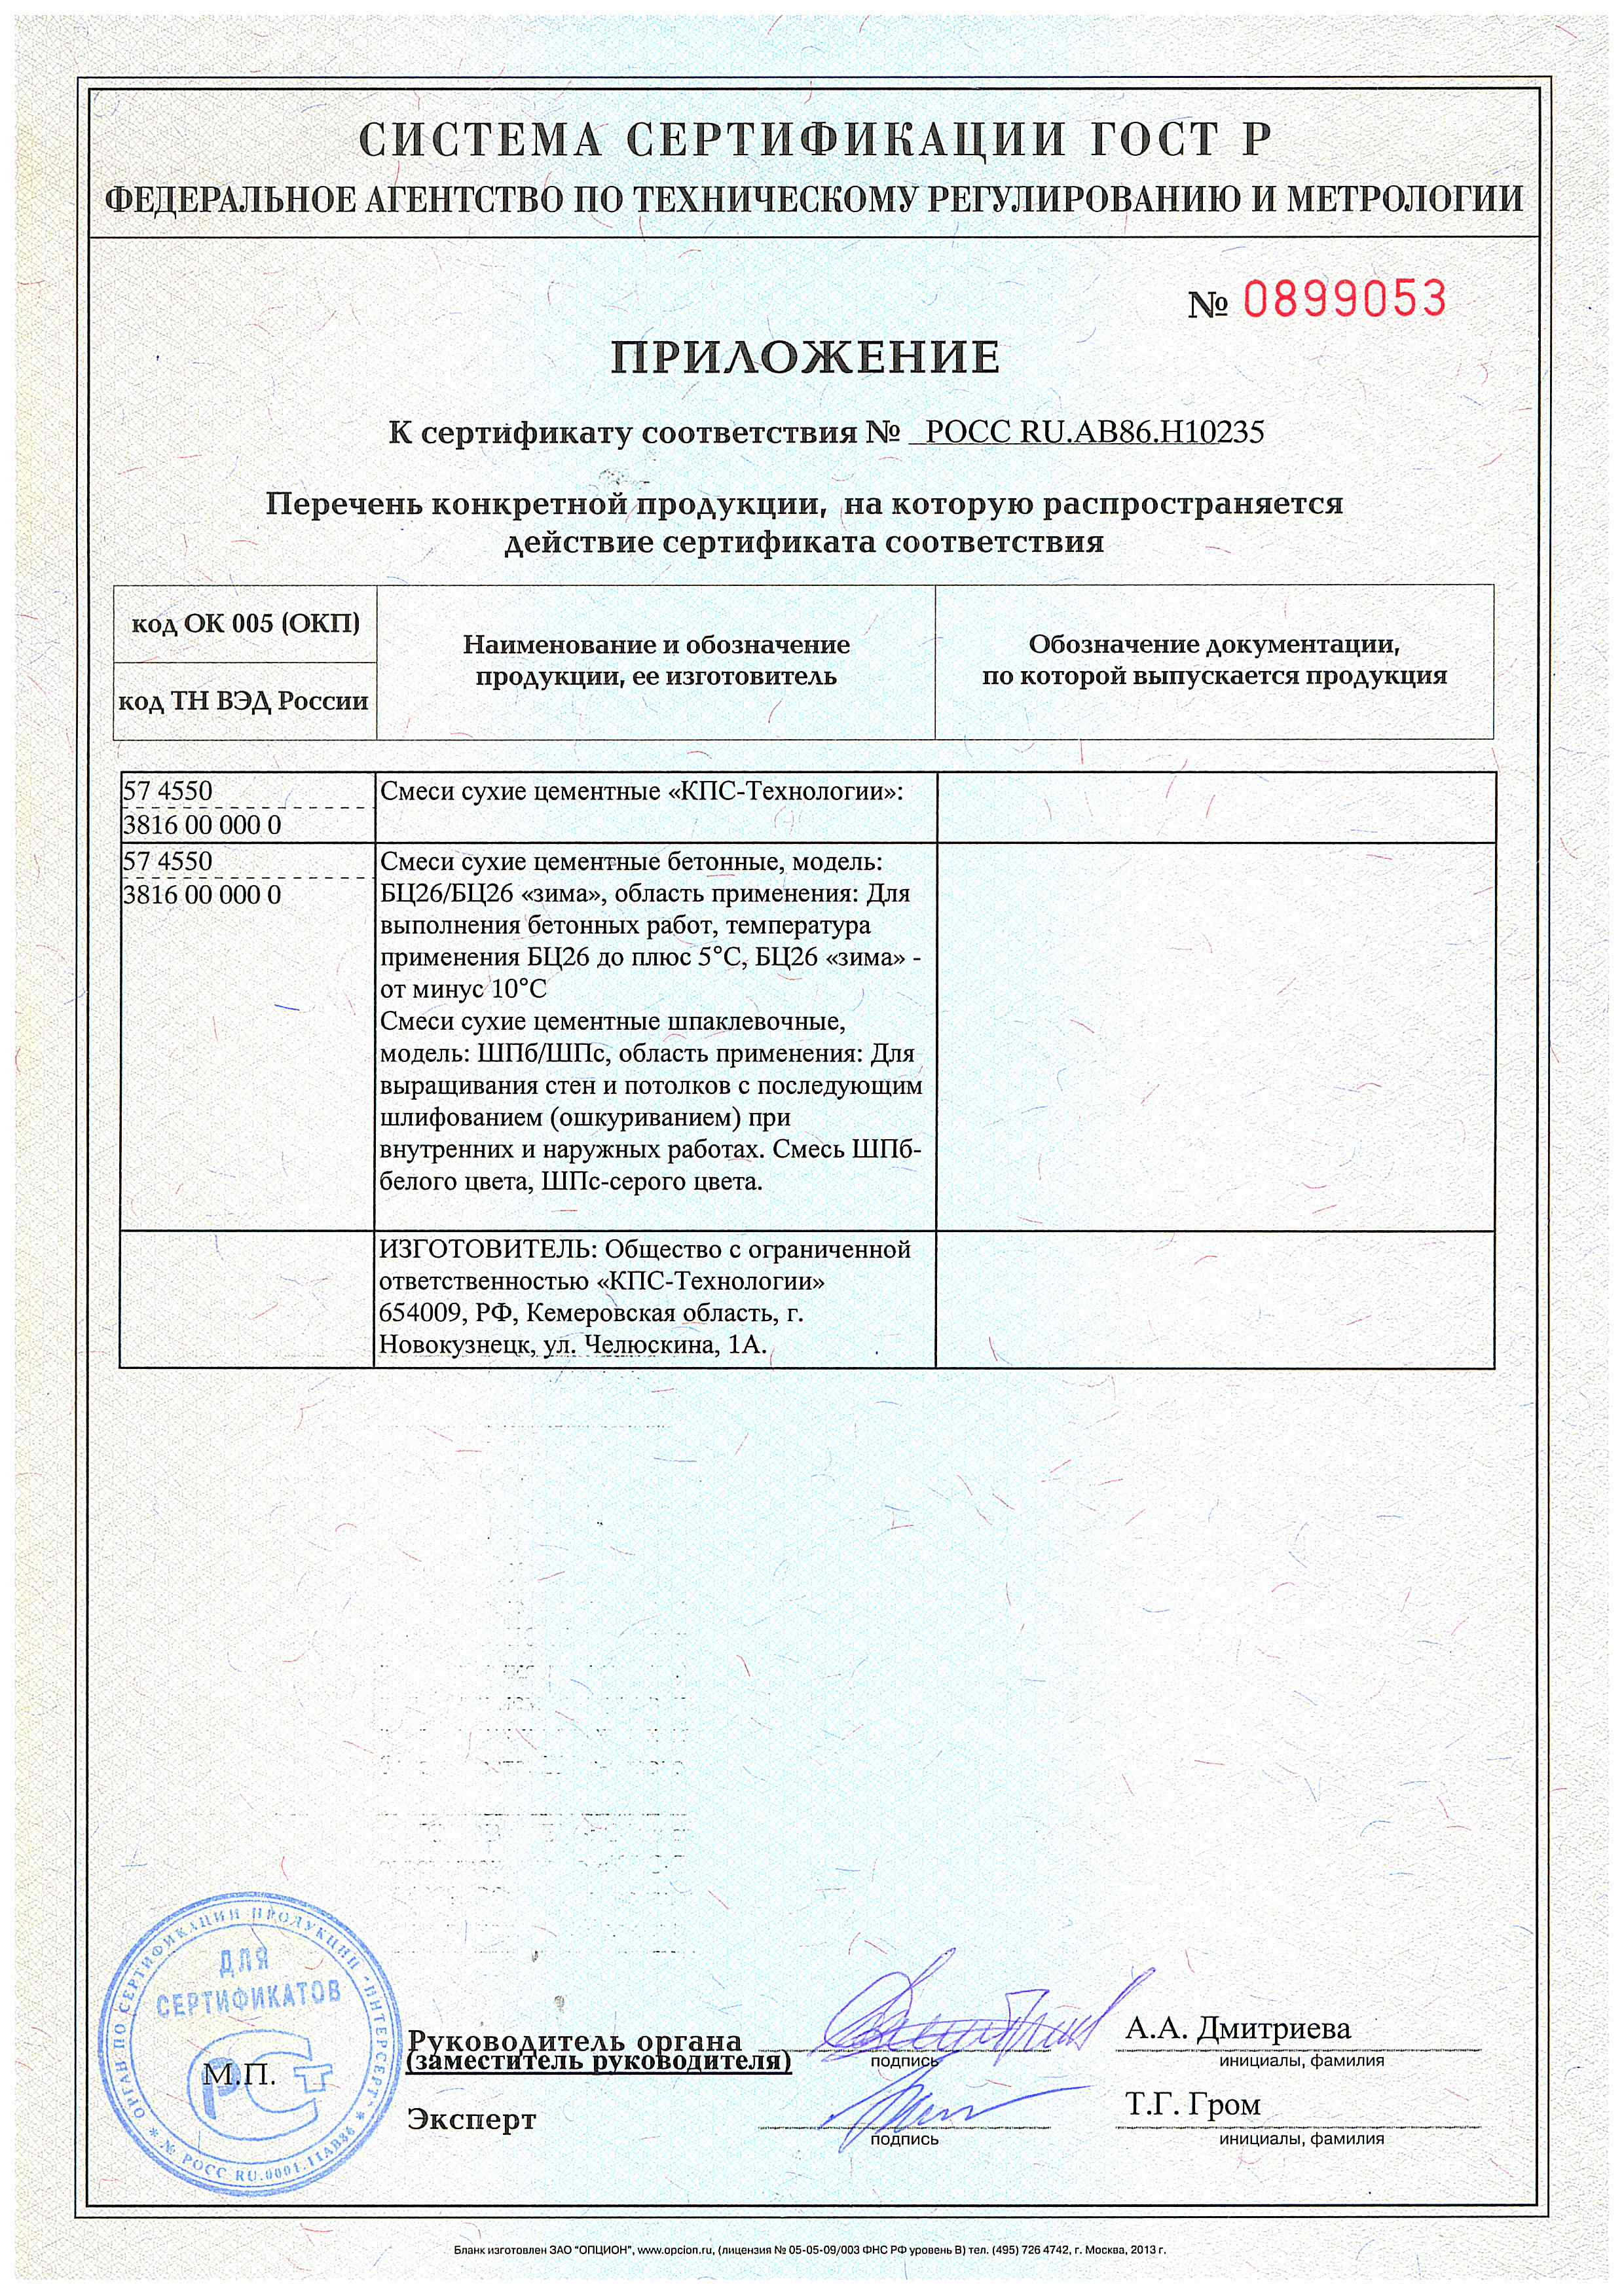 СИСТЕМА СЕРТИФИКАЦИИ ГОСТ Р
ФЕДЕРАЛЬНОЕ АГЕНТСТВО ПО ТЕХНИЧЕСКОМУ РЕГУЛИРОВАНИЮ И МЕТРОЛОГИИ
№ 0899053
ПРИЛОЖЕНИЕ
К сертификату соответствия № РОСС RU.АВ86.Н10235
Перечень конкретной продукции, на которую распространяется
действие сертификата соответствия
код ОК 005 (ОКП)
код ТН ВЭД России
Наименование и обозначение
продукции, ее изготовитель
Обозначение документации,
по которой выпускается продукция
57 4550
3816 00 000 0
Смеси сухие цементные «КПС-Технологии»:
57 4550
3816 00 000 0
Смеси сухие цементные бетонные, модель:
БЦ26/БЦ26 «зима», область применения: Для
выполнения бетонных работ, температура
применения БЦ26 до плюс 5°С, БЦ26 «зима» -
от минус 10°С
Смеси сухие цементные шпаклевочные,
модель: ШПб/ШПс, область применения: Для
выращивания стен и потолков с последующим
шлифованием (ошкуриванием) при
внутренних и наружных работах. Смесь ШПб-
белого цвета, ШПс-серого цвета.
ИЗГОТОВИТЕЛЬ: Общество с ограниченной
ответственностью «КПС-Технологии»
654009, РФ, Кемеровская область, г.
Новокузнецк, ул. Челюскина, 1А.
ОРГАН ПО СЕРТИФИКАЦИИ ПРОДУКЦИИ "ИНТЕРСЕРТ"
* № РОСС RU.0001.11АВ86 *
ДЛЯ
СЕРТИФИКАТОВ
М.П.
Руководитель органа
(заместитель руководителя)
подпись
А.А. Дмитриева
инициалы, фамилия
Эксперт
подпись
Т.Г. Гром
инициалы, фамилия
Бланк изготовлен ЗАО "ОПЦИОН", www.opcion.ru, (лицензия № 05-05-09/003 ФНС РФ уровень В) тел. (495) 726 4742, г. Москва, 2013 г.